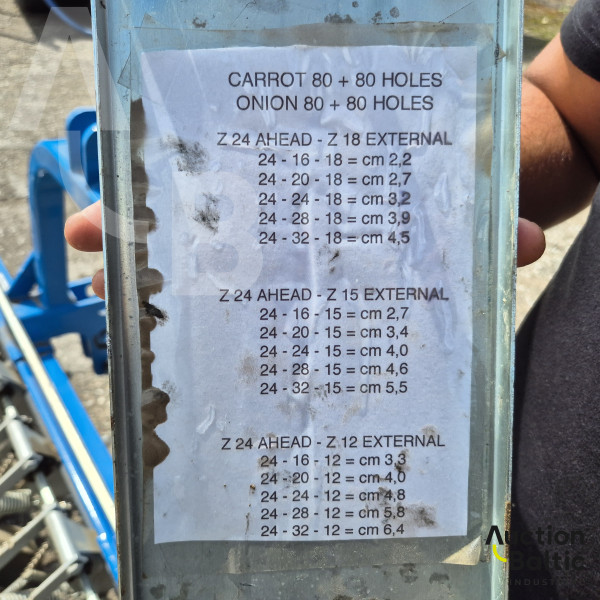 CARROT 80 + 80 HOLES
ONION 80 + 80 HOLES
Z 24 AHEAD - Z 18 EXTERNAL
24 - 16 - 18 = cm 2,2
24 - 20 - 18 = cm 2,7
24 - 24 - 18 = cm 3,2
24 - 28 - 18 = cm 3,9
24 - 32 - 18 = cm 4,5
Z 24 AHEAD - Z 15 EXTERNAL
24 - 16 - 15 = cm 2,7
24 - 20 - 15 = cm 3,4
24 - 24 - 15 = cm 4,0
24 - 28 - 15 = cm 4,6
24 - 32 - 15 = cm 5,5
Z 24 AHEAD - Z 12 EXTERNAL
24 - 16 - 12 = cm 3,3
24 - 20 - 12 = cm 4,0
24 - 24 - 12 = cm 4,8
24 - 28 - 12 = cm 5,8
24 - 32 - 12 = cm 6,4
Auction
Baltic
INDUSTRY